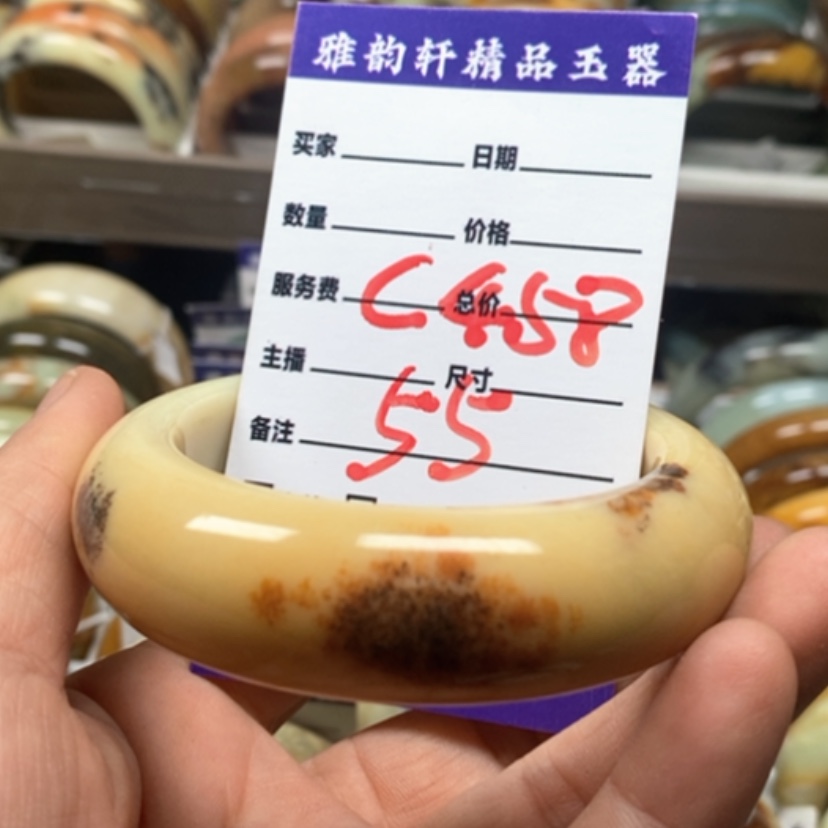 雅韵轩精品玉器
买家 日期
数量 价格
服务费 总价
C458
主播 尺寸
55
备注